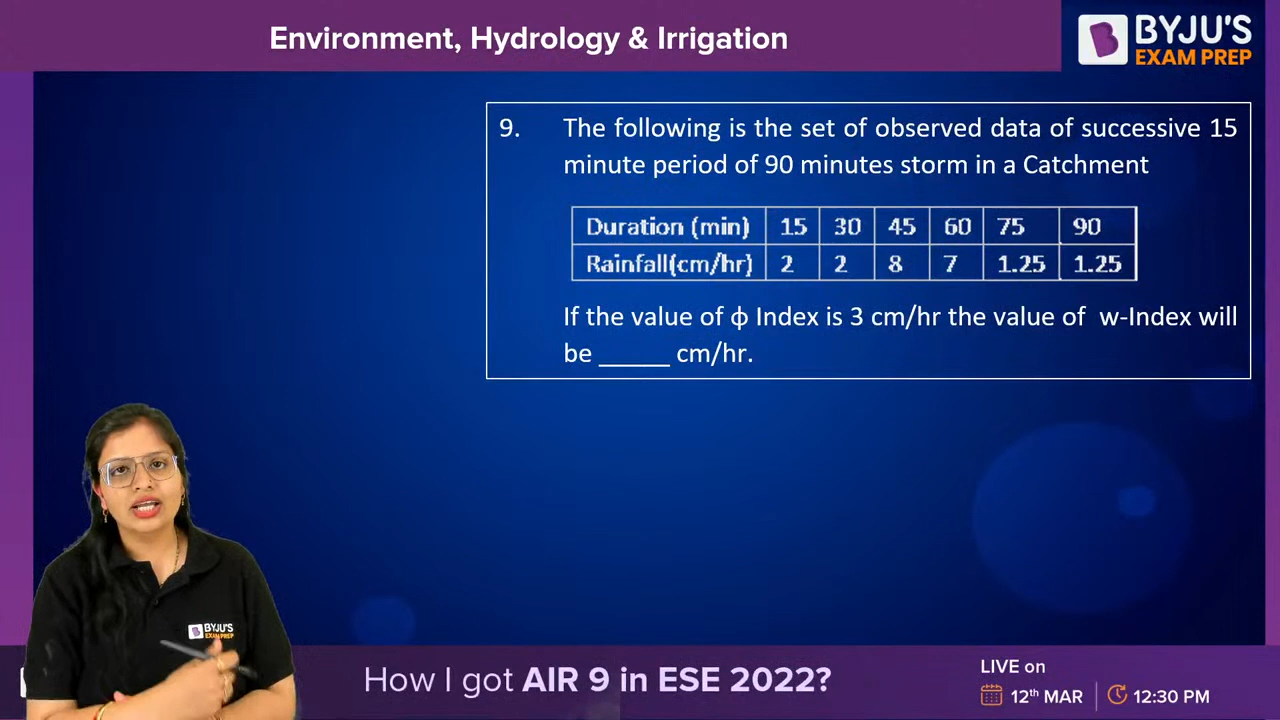 Environment, Hydrology & Irrigation
BYJU'S
EXAM PREP
9. The following is the set of observed data of successive 15
minute period of 90 minutes storm in a Catchment
Duration (min) 15 30 45 60 75 90
Rainfall(cm/hr) 2 2 8 7 1.25 1.25
If the value of ϕ Index is 3 cm/hr the value of w-Index will
be _____ cm/hr.
BYJU'S
EXAM PREP
How I got AIR 9 in ESE 2022?
LIVE on
12th MAR | 12:30 PM